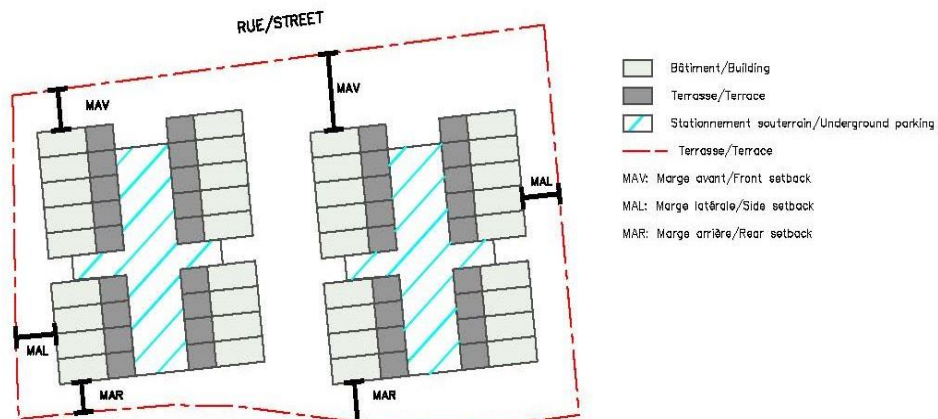 RUE/STREET
MAV
MAV
MAL
MAL
MAR
MAR
Bâtiment/Building
Terrasse/Terrace
Stationnement souterrain/Underground parking
Terrasse/Terrace
MAV: Marge avant/Front setback
MAL: Marge latérale/Side setback
MAR: Marge arrière/Rear setback